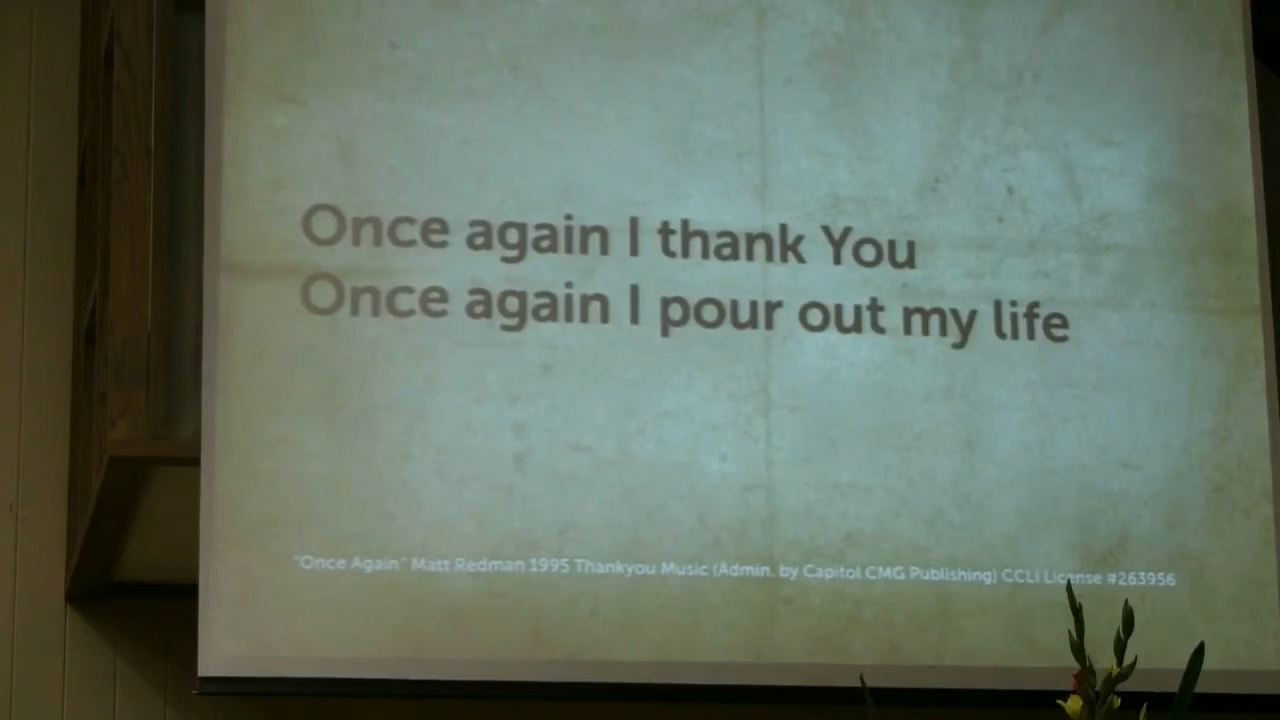 Once again I thank You
Once again I pour out my life
"Once Again" Matt Redman 1995 Thankyou Music (Admin. by Capitol CMG Publishing) CCLI License #263956